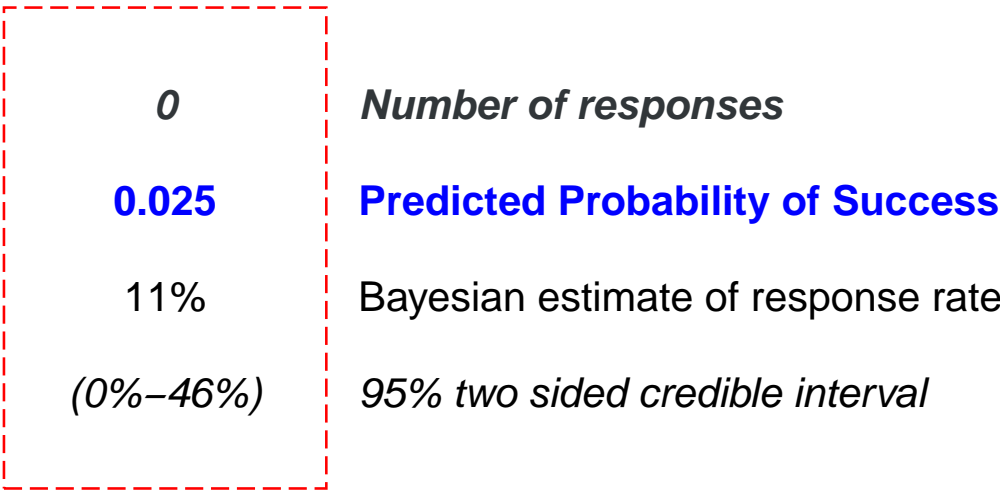 0 Number of responses
0.025 Predicted Probability of Success
11% Bayesian estimate of response rate
(0%–46%) 95% two sided credible interval